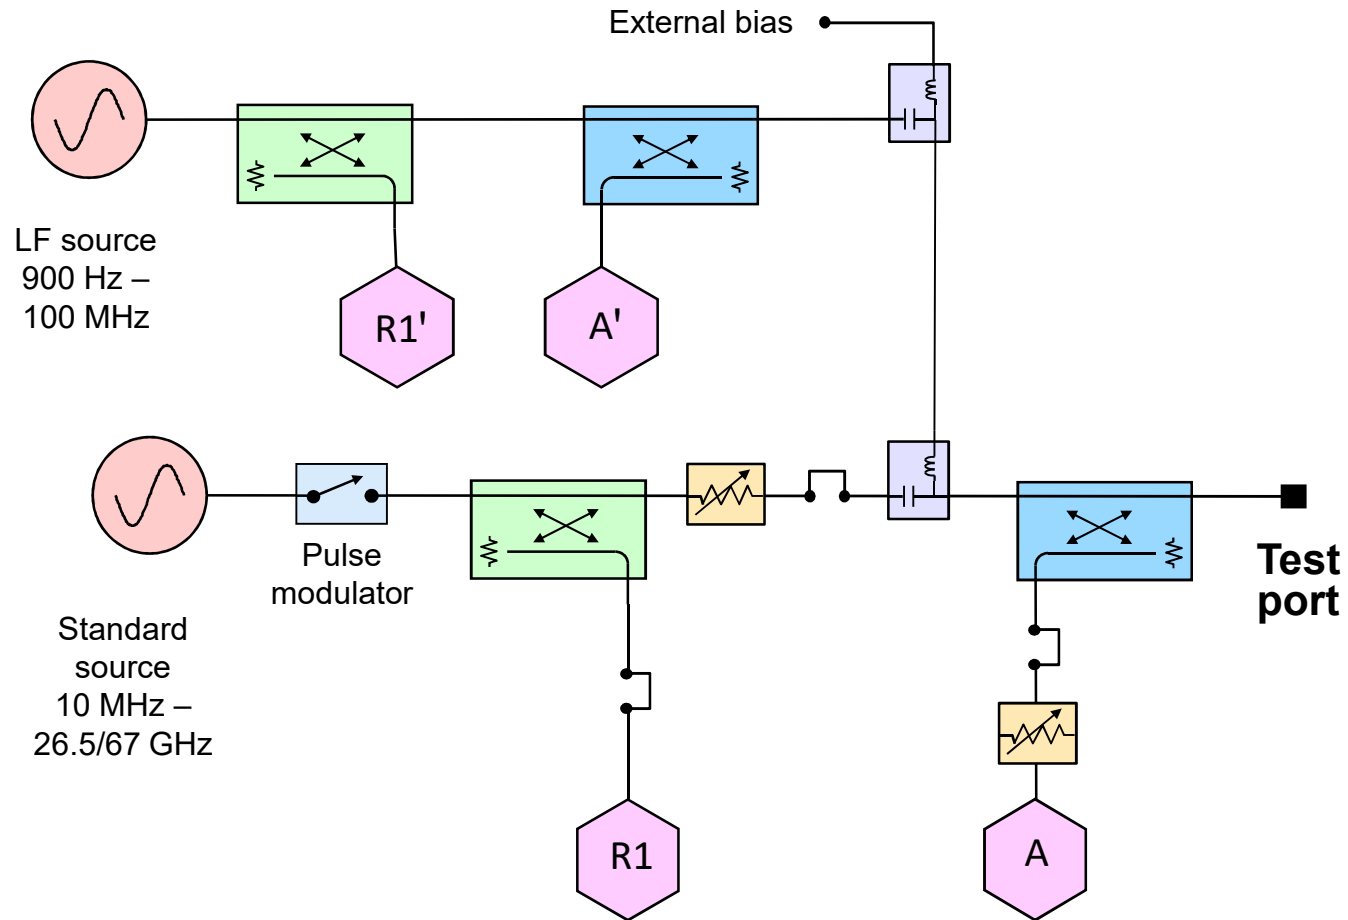 External bias
LF source
900 Hz –
100 MHz
R1'
A'
Pulse
modulator
Test
port
Standard
source
10 MHz –
26.5/67 GHz
R1
A